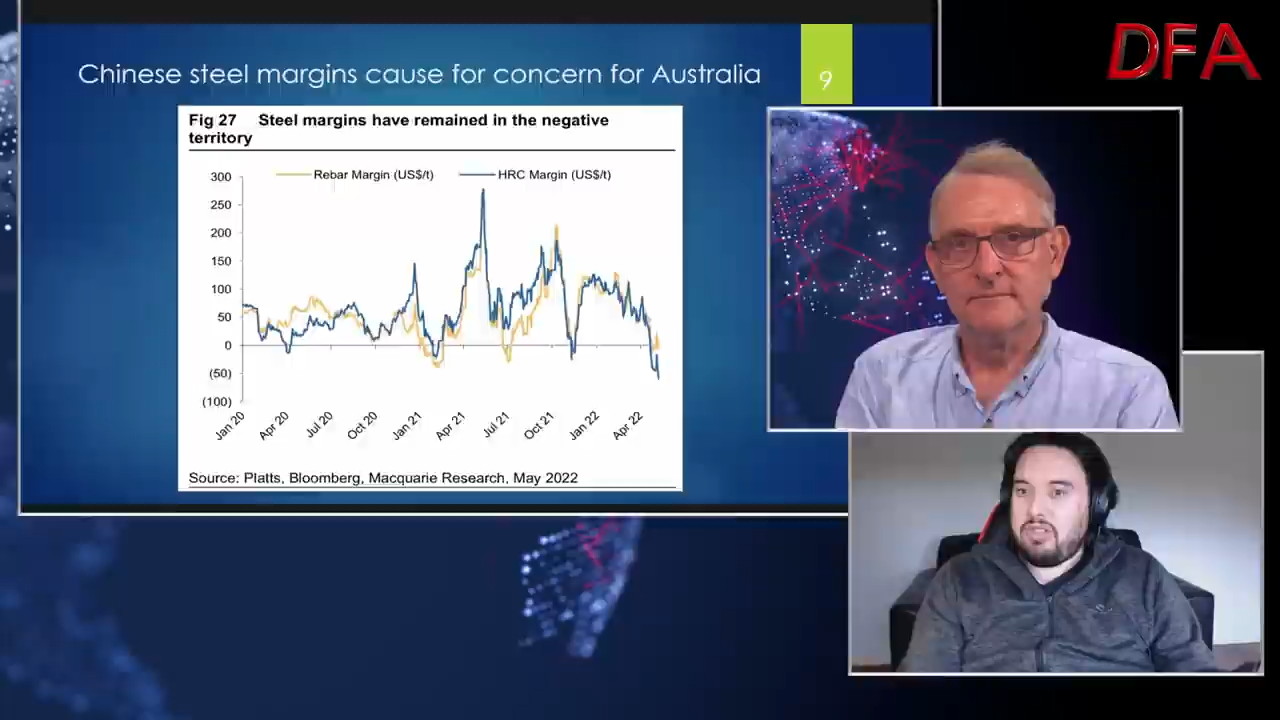 DFA
Chinese steel margins cause for concern for Australia
9
Fig 27 Steel margins have remained in the negative
territory
Rebar Margin (US$/t) HRC Margin (US$/t)
300
250
200
150
100
50
0
(50)
(100)
Jan 20 Apr 20 Jul 20 Oct 20 Jan 21 Apr 21 Jul 21 Oct 21 Jan 22 Apr 22
Source: Platts, Bloomberg, Macquarie Research, May 2022